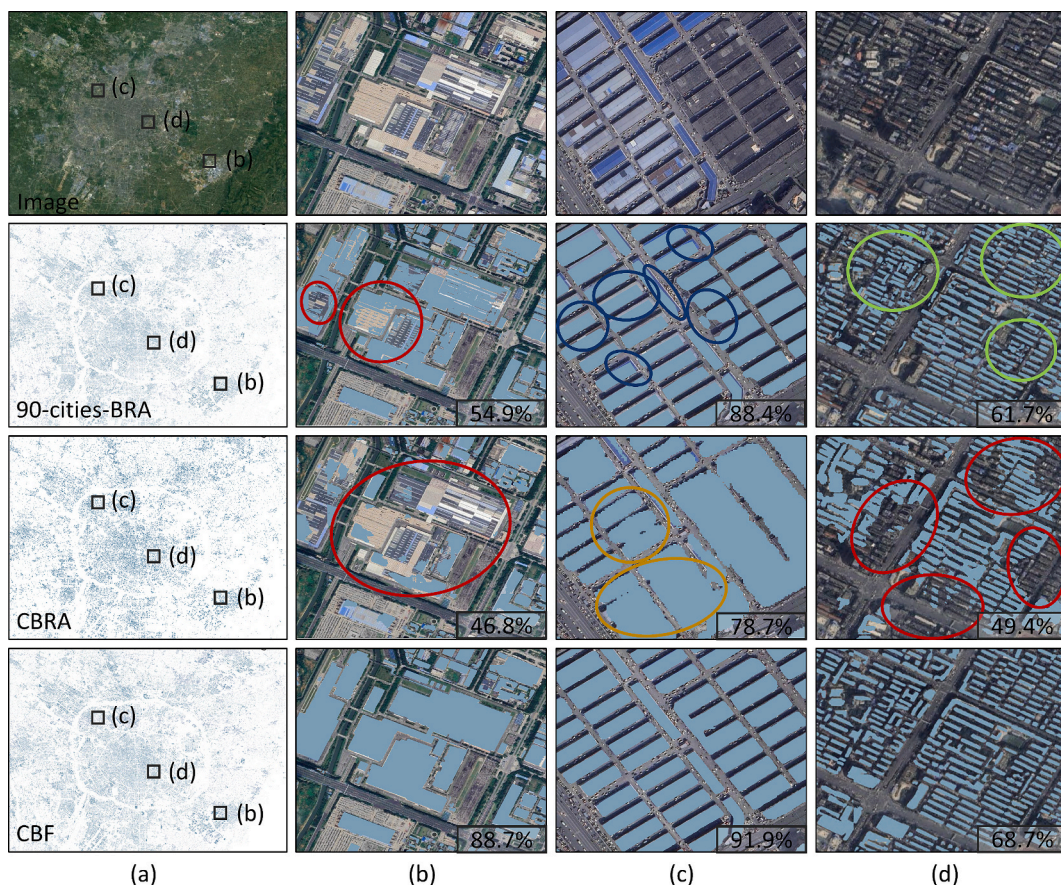 (c)
(d)
(b)
Image
(c)
(d)
(b)
90-cities-BRA
54.9%
88.4%
61.7%
(c)
(d)
(b)
CBRA
46.8%
78.7%
49.4%
(c)
(d)
(b)
CBF
88.7%
91.9%
68.7%
(a)
(b)
(c)
(d)